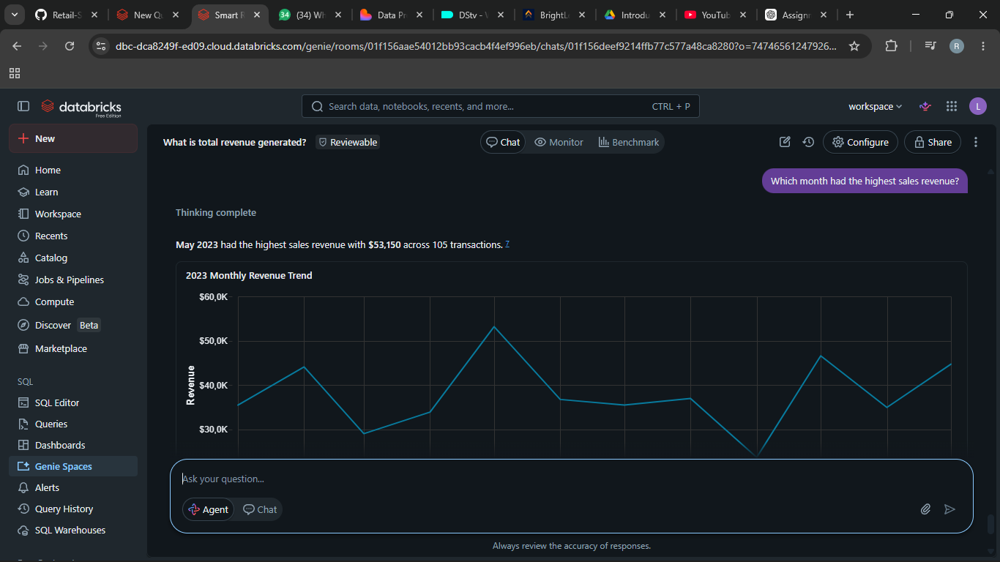 Retail-S
New Q
Smart R
(34) Wh
Data Pr
DStv -
BrightL
Introdu
YouTub
Assignm
dbc-dca8249f-ed09.cloud.databricks.com/genie/rooms/01f156aae54012bb93cacb4f4ef996eb/chats/01f156deef9214ffb77c577a48ca8280?o=74746561247926...
R
databricks
Free Edition
Search data, notebooks, recents, and more...
CTRL + P
workspace
L
New
Home
Learn
Workspace
Recents
Catalog
Jobs & Pipelines
Compute
Discover Beta
Marketplace
SQL
SQL Editor
Queries
Dashboards
Genie Spaces
Alerts
Query History
SQL Warehouses
What is total revenue generated?
Reviewable
Chat
Monitor
Benchmark
Configure
Share
Which month had the highest sales revenue?
Thinking complete
May 2023 had the highest sales revenue with $53,150 across 105 transactions. 7
2023 Monthly Revenue Trend
$60,0K
$50,0K
$40,0K
$30,0K
Revenue
Ask your question...
Agent
Chat
Always review the accuracy of responses.